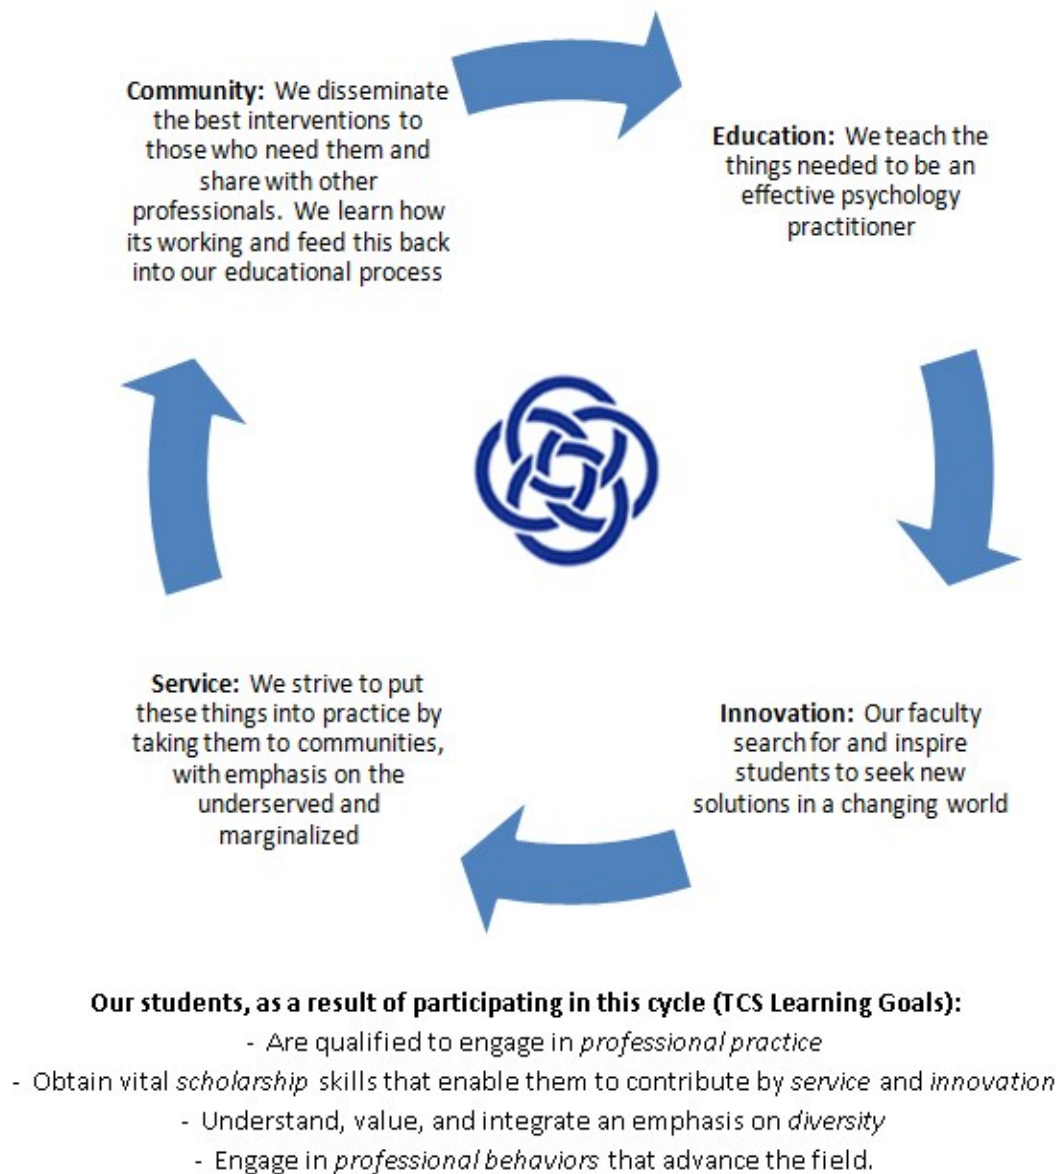 Community: We disseminate
the best interventions to
those who need them and
share with other
professionals. We learn how
its working and feed this back
into our educational process
Education: We teach the
things needed to be an
effective psychology
practitioner
Service: We strive to put
these things into practice by
taking them to communities,
with emphasis on the
underserved and
marginalized
Innovation: Our faculty
search for and inspire
students to seek new
solutions in a changing world
Our students, as a result of participating in this cycle (TCS Learning Goals):
- Are qualified to engage in professional practice
- Obtain vital scholarship skills that enable them to contribute by service and innovation
- Understand, value, and integrate an emphasis on diversity
- Engage in professional behaviors that advance the field.